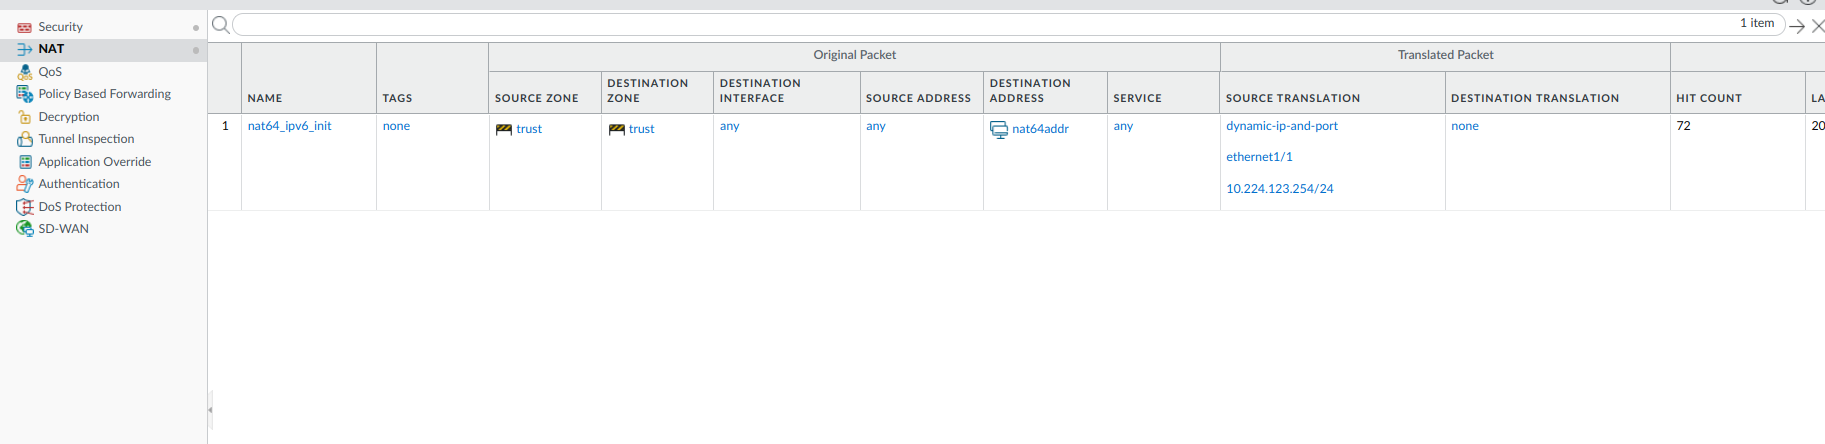 Security
NAT
QoS
Policy Based Forwarding
Decryption
Tunnel Inspection
Application Override
Authentication
DoS Protection
SD-WAN
1 item
Original Packet
Translated Packet
NAME
TAGS
SOURCE ZONE
DESTINATION
ZONE
DESTINATION
INTERFACE
SOURCE ADDRESS
DESTINATION
ADDRESS
SERVICE
SOURCE TRANSLATION
DESTINATION TRANSLATION
HIT COUNT
LA
1
nat64_ipv6_init
none
trust
trust
any
any
nat64addr
any
dynamic-ip-and-port
ethernet1/1
10.224.123.254/24
none
72
20